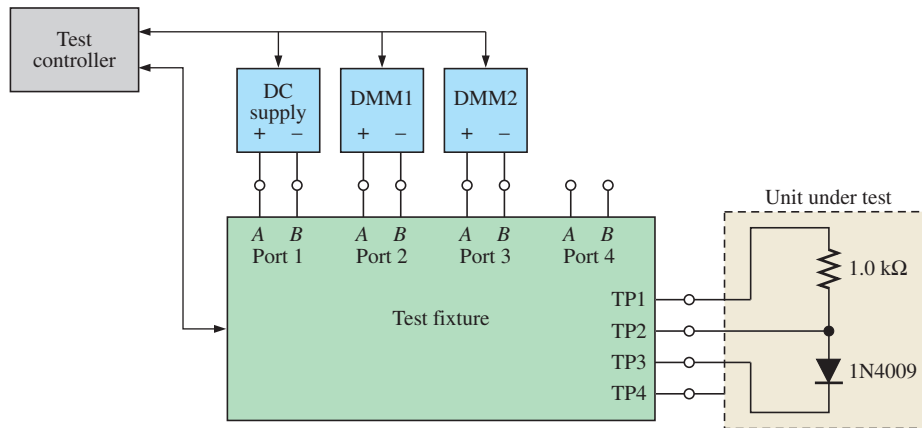 Test
controller
DC
supply
+ −
DMM1
+ −
DMM2
+ −
A B
Port 1
A B
Port 2
A B
Port 3
A B
Port 4
Unit under test
TP1
1.0 kΩ
Test fixture
TP2
TP3
1N4009
TP4